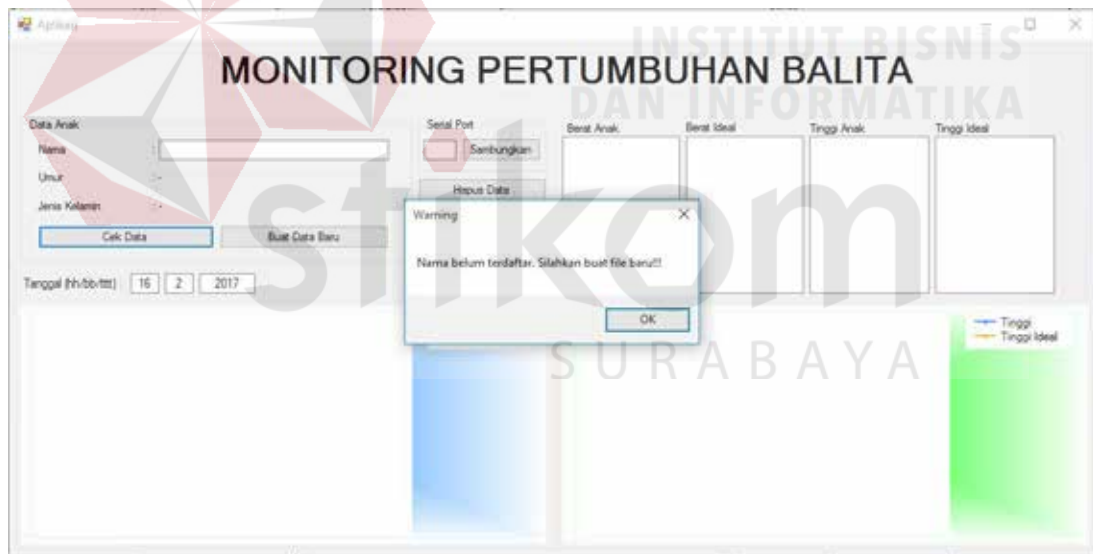 Aplikasi
INSTITUT BISNIS
DAN INFORMATIKA
stikom
SURABAYA
MONITORING PERTUMBUHAN BALITA
Data Anak
Nama :
Umur : -
Jenis Kelamin : -
Cek Data
Buat Data Baru
Tanggal (hh/bb/tttt) 16 2 2017
Serial Port
Sambungkan
Hapus Data
Berat Anak
Berat Ideal
Tinggi Anak
Tinggi Ideal
Warning
Nama belum terdaftar. Silahkan buat file baru!!!
OK
Tinggi
Tinggi Ideal